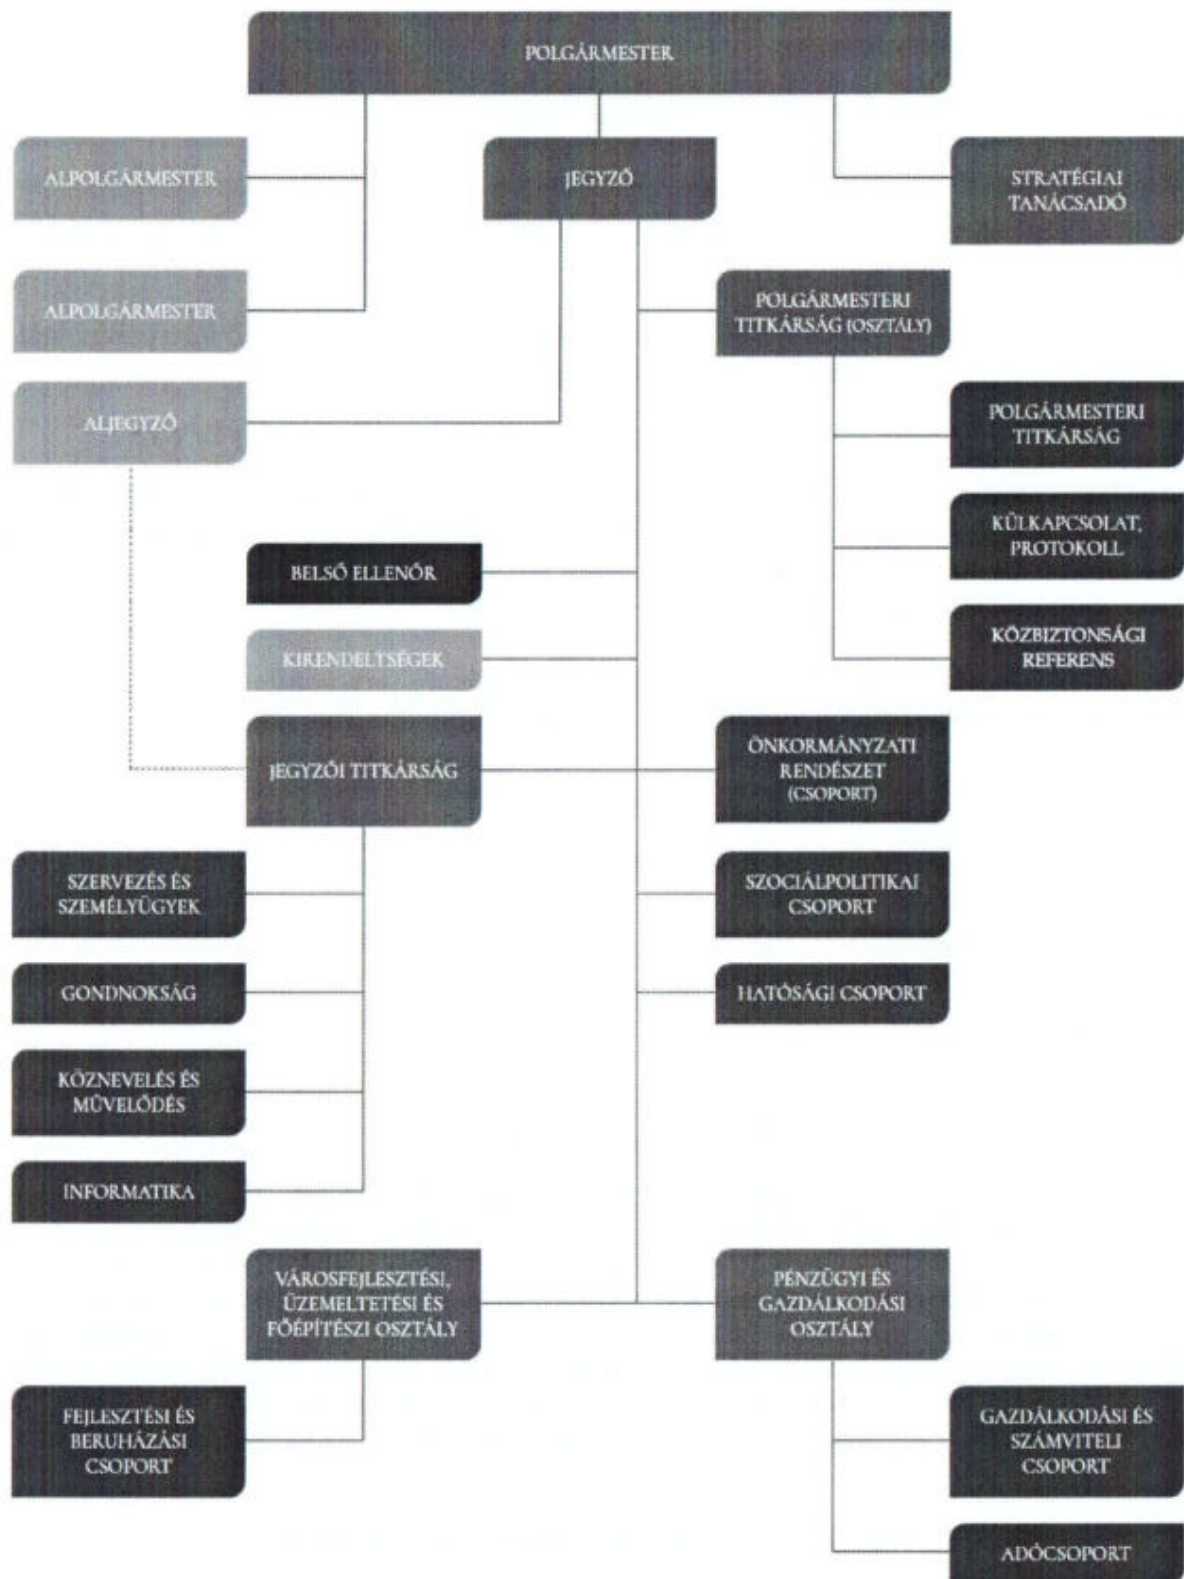 POLGÁRMESTER
ALPOLGÁRMESTER
JEGYZŐ
STRATÉGIAI
TANÁCSADÓ
ALPOLGÁRMESTER
POLGÁRMESTERI
TITKÁRSÁG (OSZTÁLY)
ALJEGYZŐ
POLGÁRMESTERI
TITKÁRSÁG
KÜLKAPCSOLAT,
PROTOKOLL
BELSŐ ELLENŐR
KÖZBIZTONSÁGI
REFERENS
KIRENDELTSÉGEK
JEGYZŐI TITKÁRSÁG
ÖNKORMÁNYZATI
RENDÉSZET
(CSOPORT)
SZERVEZÉS ÉS
SZEMÉLYÜGYEK
SZOCIÁLPOLITIKAI
CSOPORT
GONDNOKSÁG
HATÓSÁGI CSOPORT
KÖZNEVELÉS ÉS
MŰVELŐDÉS
INFORMATIKA
VÁROSFEJLESZTÉSI,
ÜZEMELTETÉSI ÉS
FŐÉPÍTÉSZI OSZTÁLY
PÉNZÜGYI ÉS
GAZDÁLKODÁSI
OSZTÁLY
FEJLESZTÉSI ÉS
BERUHÁZÁSI
CSOPORT
GAZDÁLKODÁSI ÉS
SZÁMVITELI
CSOPORT
ADÓCSOPORT